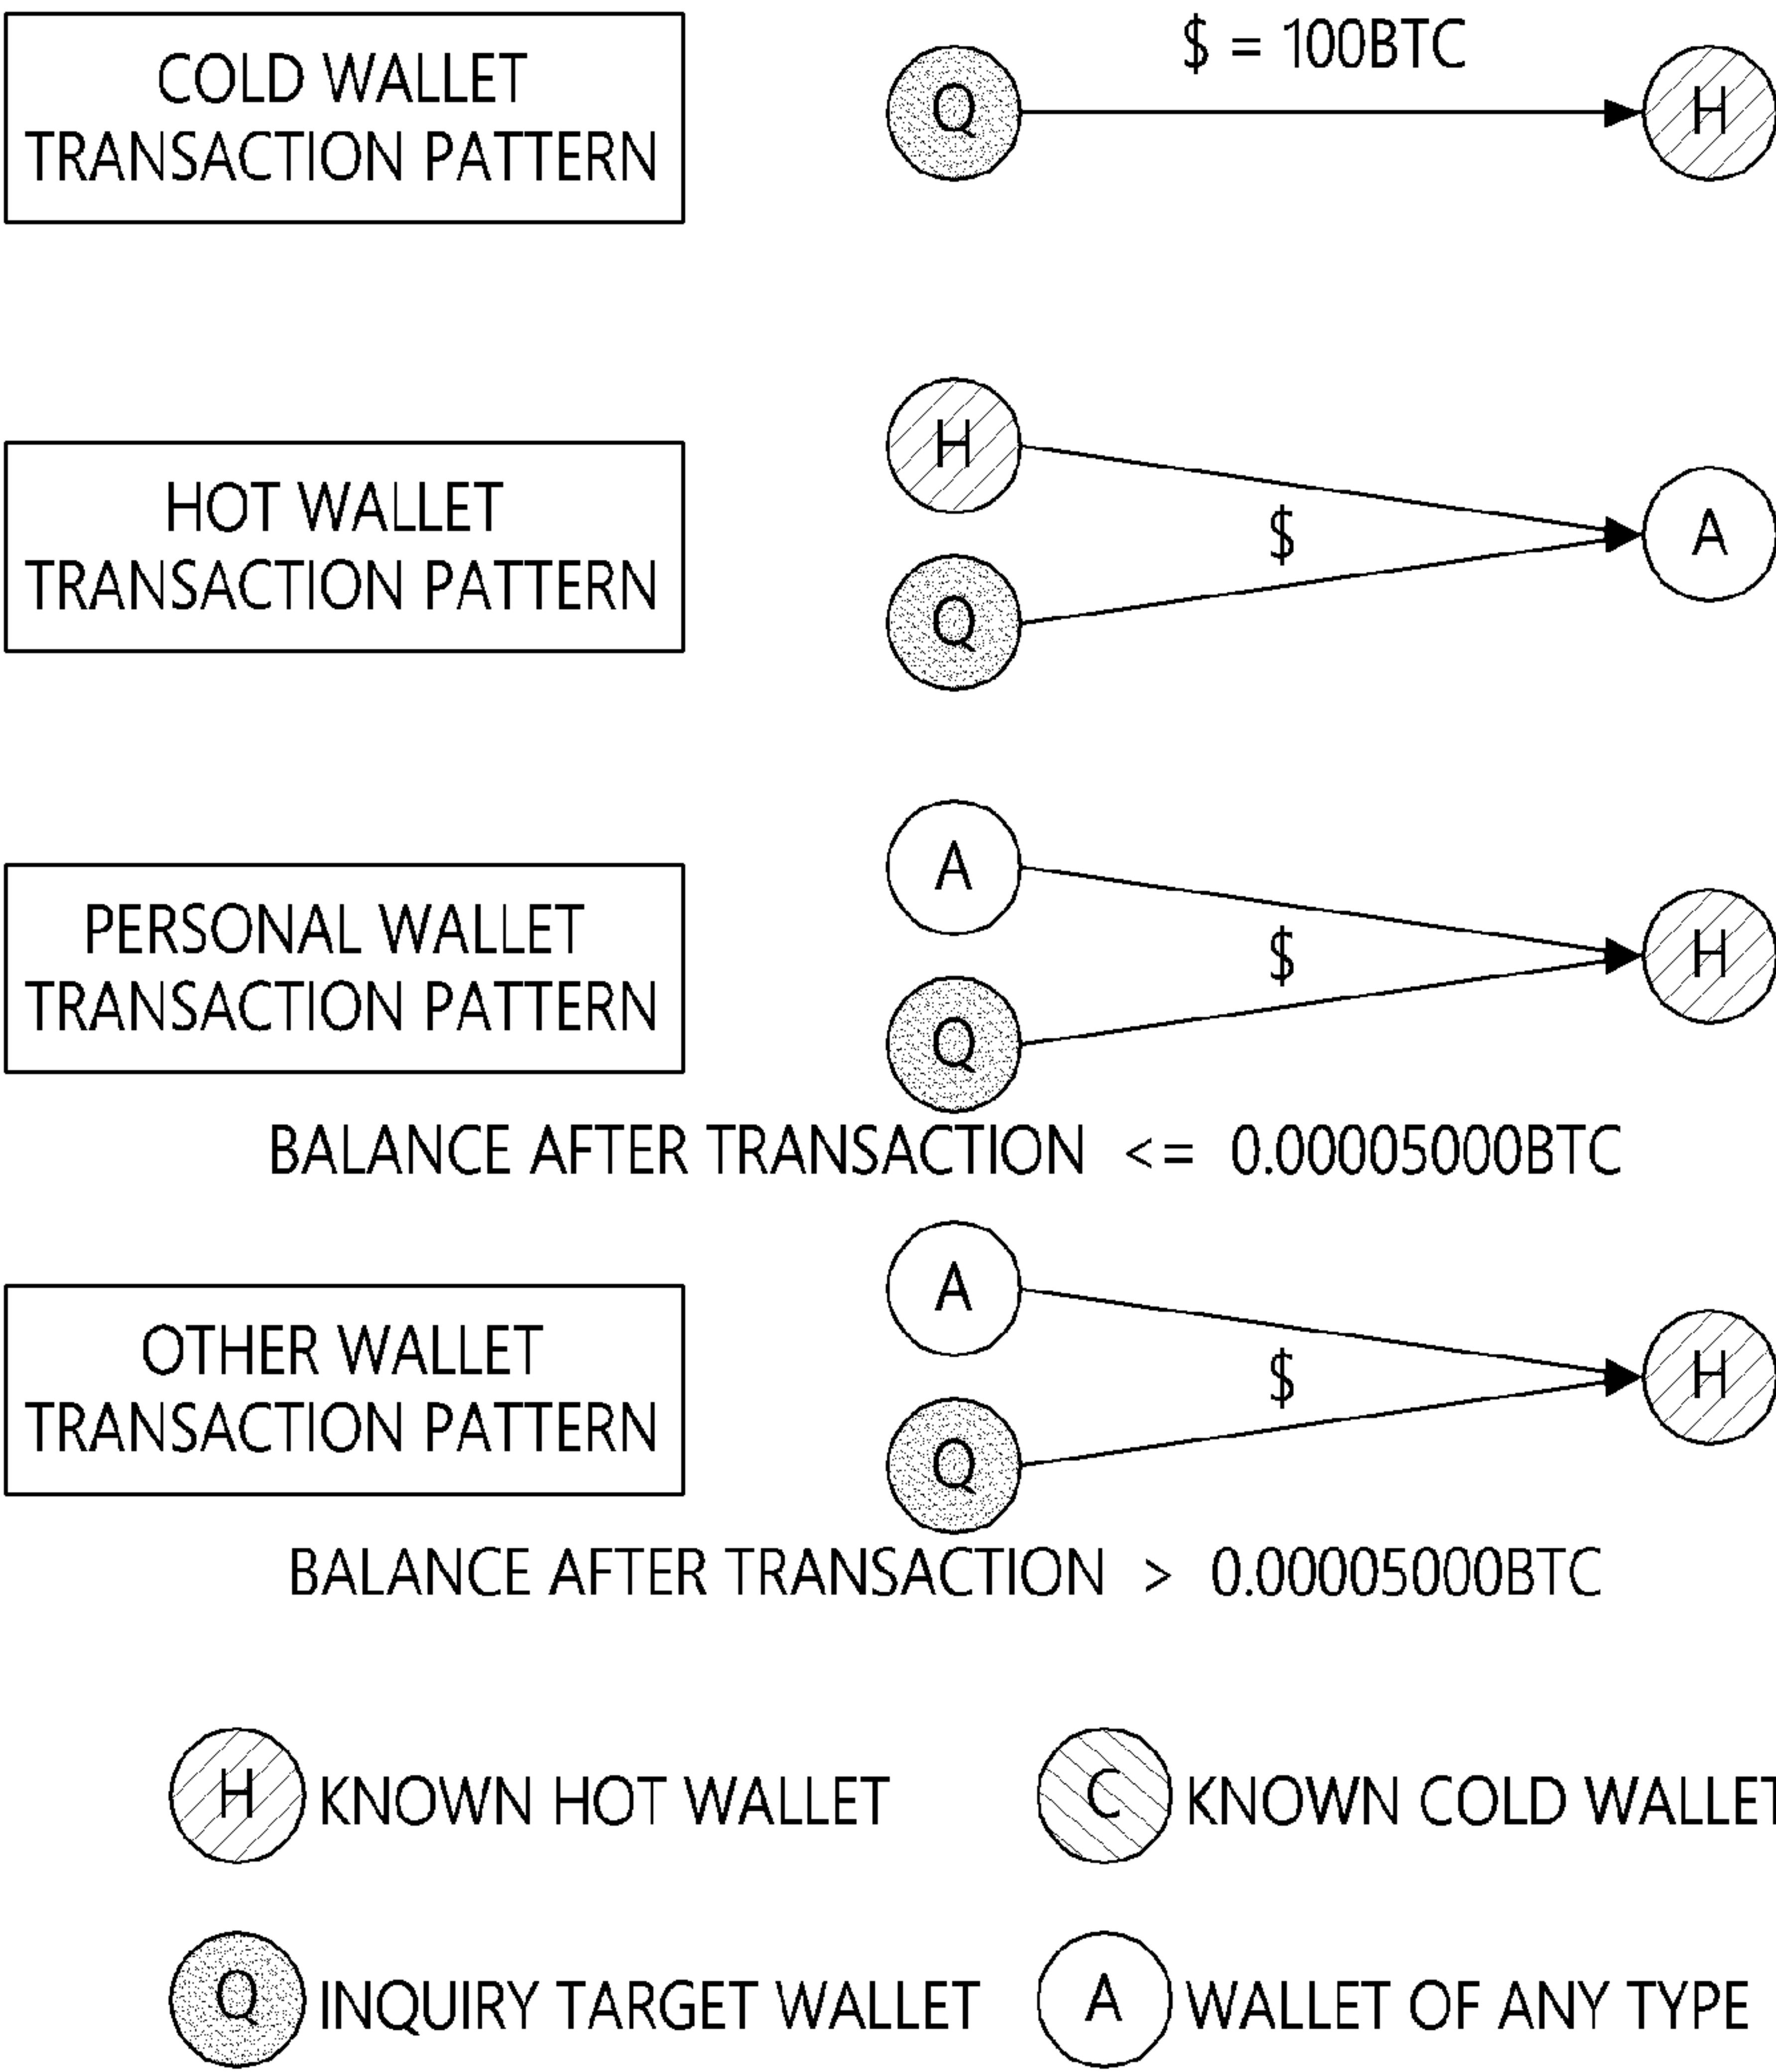 COLD WALLET
TRANSACTION PATTERN
$ = 100BTC
Q
H
HOT WALLET
TRANSACTION PATTERN
H
$
Q
A
PERSONAL WALLET
TRANSACTION PATTERN
A
$
Q
H
BALANCE AFTER TRANSACTION <= 0.00005000BTC
OTHER WALLET
TRANSACTION PATTERN
A
$
Q
H
BALANCE AFTER TRANSACTION > 0.00005000BTC
H KNOWN HOT WALLET
C KNOWN COLD WALLET
Q INQUIRY TARGET WALLET
A WALLET OF ANY TYPE